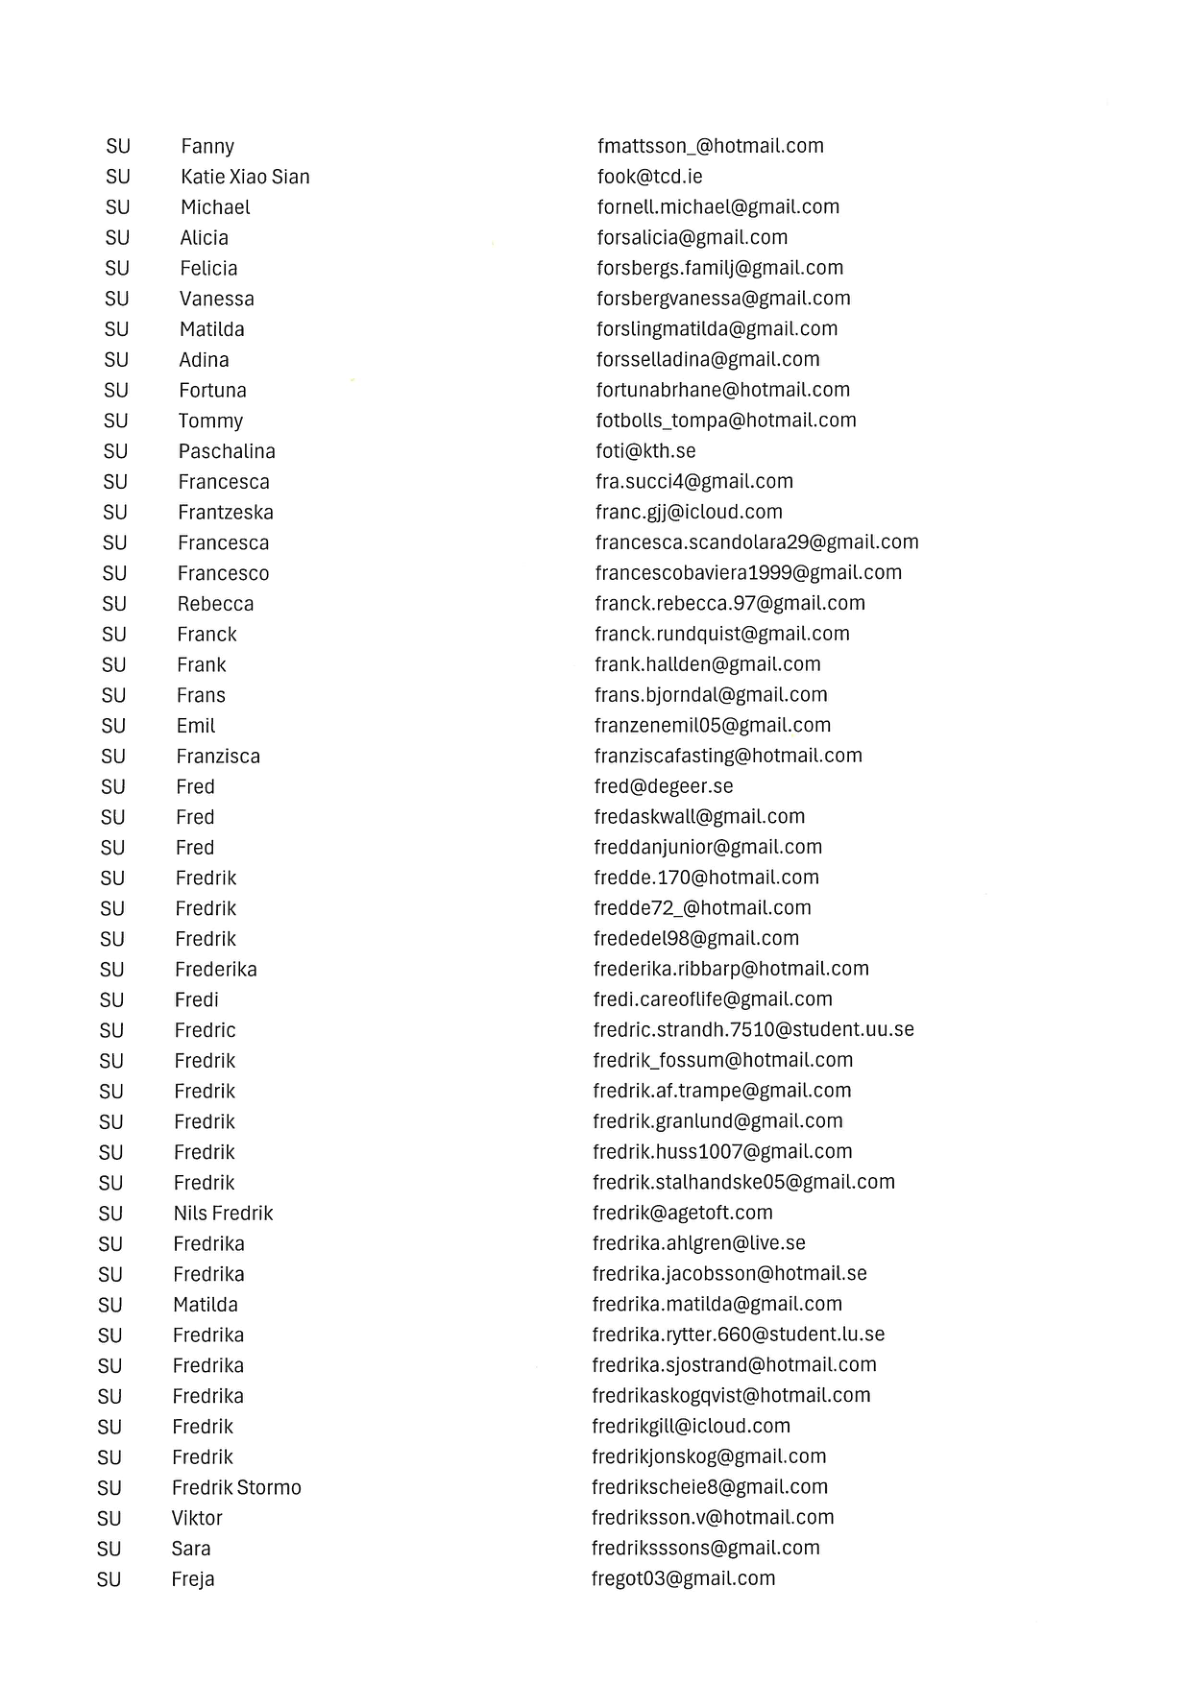 SU Fanny fmattsson_@hotmail.com
SU Katie Xiao Sian fook@tcd.ie
SU Michael fornell.michael@gmail.com
SU Alicia forsalicia@gmail.com
SU Felicia forsbergs.familj@gmail.com
SU Vanessa forsbergvanessa@gmail.com
SU Matilda forslingmatilda@gmail.com
SU Adina forsselladina@gmail.com
SU Fortuna fortunabrhane@hotmail.com
SU Tommy fotbolls_tompa@hotmail.com
SU Paschalina foti@kth.se
SU Francesca fra.succi4@gmail.com
SU Frantzeska franc.gjj@icloud.com
SU Francesca francesca.scandolara29@gmail.com
SU Francesco francescobaviera1999@gmail.com
SU Rebecca franck.rebecca.97@gmail.com
SU Franck franck.rundquist@gmail.com
SU Frank frank.hallden@gmail.com
SU Frans frans.bjorndal@gmail.com
SU Emil franzenemil05@gmail.com
SU Franzisca franziscafasting@hotmail.com
SU Fred fred@degeer.se
SU Fred fredaskwall@gmail.com
SU Fred freddanjunior@gmail.com
SU Fredrik fredde.170@hotmail.com
SU Fredrik fredde72_@hotmail.com
SU Fredrik frededel98@gmail.com
SU Frederika frederika.ribbarp@hotmail.com
SU Fredi fredi.careoflife@gmail.com
SU Fredric fredric.strandh.7510@student.uu.se
SU Fredrik fredrik_fossum@hotmail.com
SU Fredrik fredrik.af.trampe@gmail.com
SU Fredrik fredrik.granlund@gmail.com
SU Fredrik fredrik.huss1007@gmail.com
SU Fredrik fredrik.stalhandske05@gmail.com
SU Nils Fredrik fredrik@agetoft.com
SU Fredrika fredrika.ahlgren@live.se
SU Fredrika fredrika.jacobsson@hotmail.se
SU Matilda fredrika.matilda@gmail.com
SU Fredrika fredrika.rytter.660@student.lu.se
SU Fredrika fredrika.sjostrand@hotmail.com
SU Fredrika fredrikaskogqvist@hotmail.com
SU Fredrik fredrikgill@icloud.com
SU Fredrik fredrikjonskog@gmail.com
SU Fredrik Stormo fredrikscheie8@gmail.com
SU Viktor fredriksson.v@hotmail.com
SU Sara fredriksssons@gmail.com
SU Freja fregot03@gmail.com